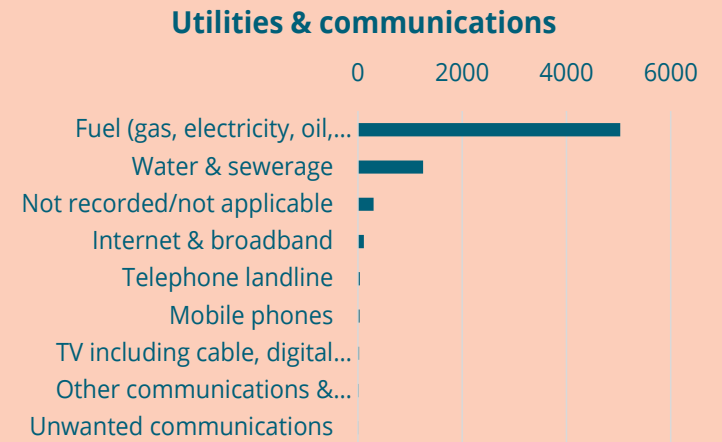 Utilities & communications
0 2000 4000 6000
Fuel (gas, electricity, oil,...
Water & sewerage
Not recorded/not applicable
Internet & broadband
Telephone landline
Mobile phones
TV including cable, digital...
Other communications &...
Unwanted communications